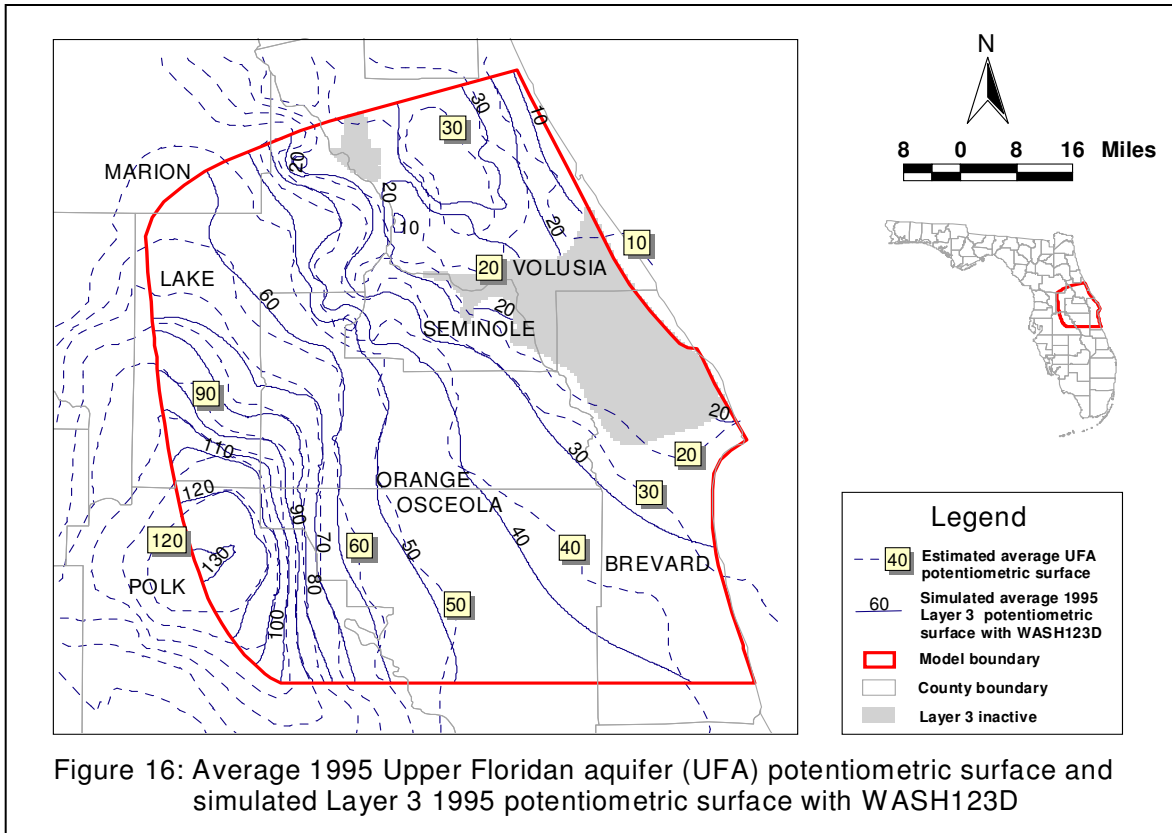 N
8 0 8 16 Miles
MARION
LAKE
VOLUSIA
SEMINOLE
ORANGE
OSCEOLA
BREVARD
POLK
30
30
10
20
20
10
20
10
20
20
60
90
110
120
120
130
100
90
80
70
60
50
50
40
40
30
30
20
20
Legend
40 Estimated average UFA
potentiometric surface
60 Simulated average 1995
Layer 3 potentiometric
surface with WASH123D
Model boundary
County boundary
Layer 3 inactive
Figure 16: Average 1995 Upper Floridan aquifer (UFA) potentiometric surface and
simulated Layer 3 1995 potentiometric surface with WASH123D